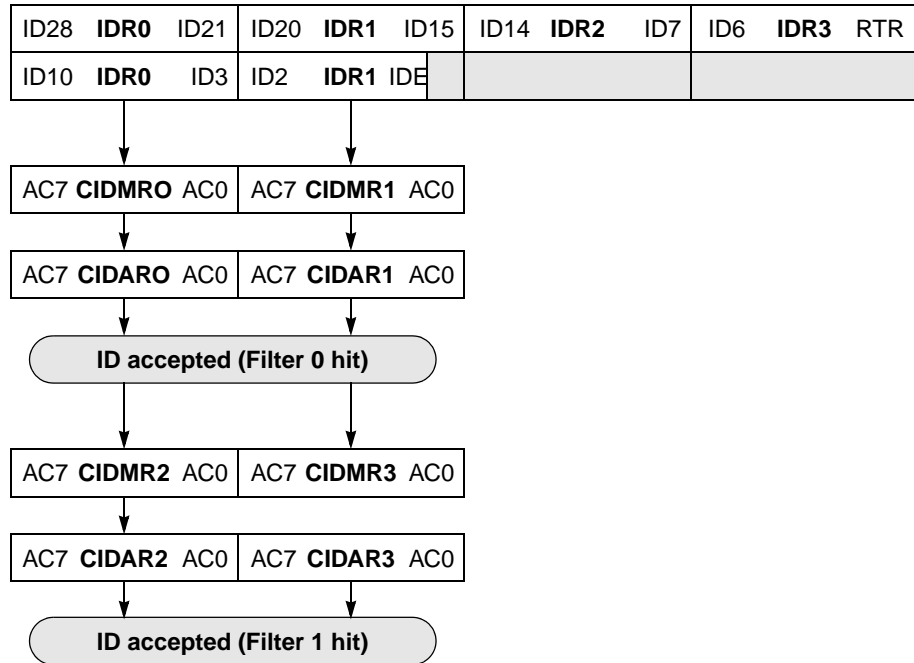 ID28 IDR0 ID21 ID20 IDR1 ID15 ID14 IDR2 ID7 ID6 IDR3 RTR
ID10 IDR0 ID3 ID2 IDR1 IDE
AC7 CIDMRO AC0 AC7 CIDMR1 AC0
AC7 CIDARO AC0 AC7 CIDAR1 AC0
ID accepted (Filter 0 hit)
AC7 CIDMR2 AC0 AC7 CIDMR3 AC0
AC7 CIDAR2 AC0 AC7 CIDAR3 AC0
ID accepted (Filter 1 hit)